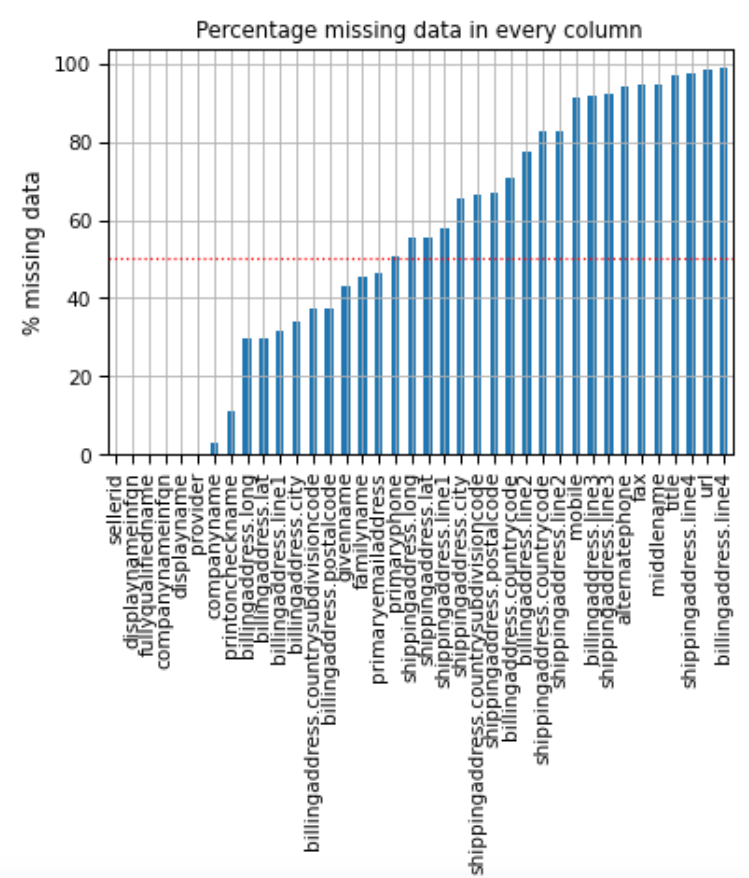 Percentage missing data in every column
% missing data
100
80
60
40
20
0
sellerid
displaynameinfqn
fullyqualifiedname
companynameinfqn
displayname
provider
companyname
printoncheckname
billingaddress.long
billingaddress.lat
billingaddress.line1
billingaddress.city
billingaddress.countrysubdivisioncode
billingaddress.postalcode
givenname
familyname
primaryemailaddress
primaryphone
shippingaddress.long
shippingaddress.lat
shippingaddress.line1
shippingaddress.city
shippingaddress.countrysubdivisioncode
shippingaddress.postalcode
billingaddress.countrycode
billingaddress.line2
shippingaddress.countrycode
shippingaddress.line2
mobile
billingaddress.line3
shippingaddress.line3
alternatephone
fax
middlename
title
shippingaddress.line4
url
billingaddress.line4